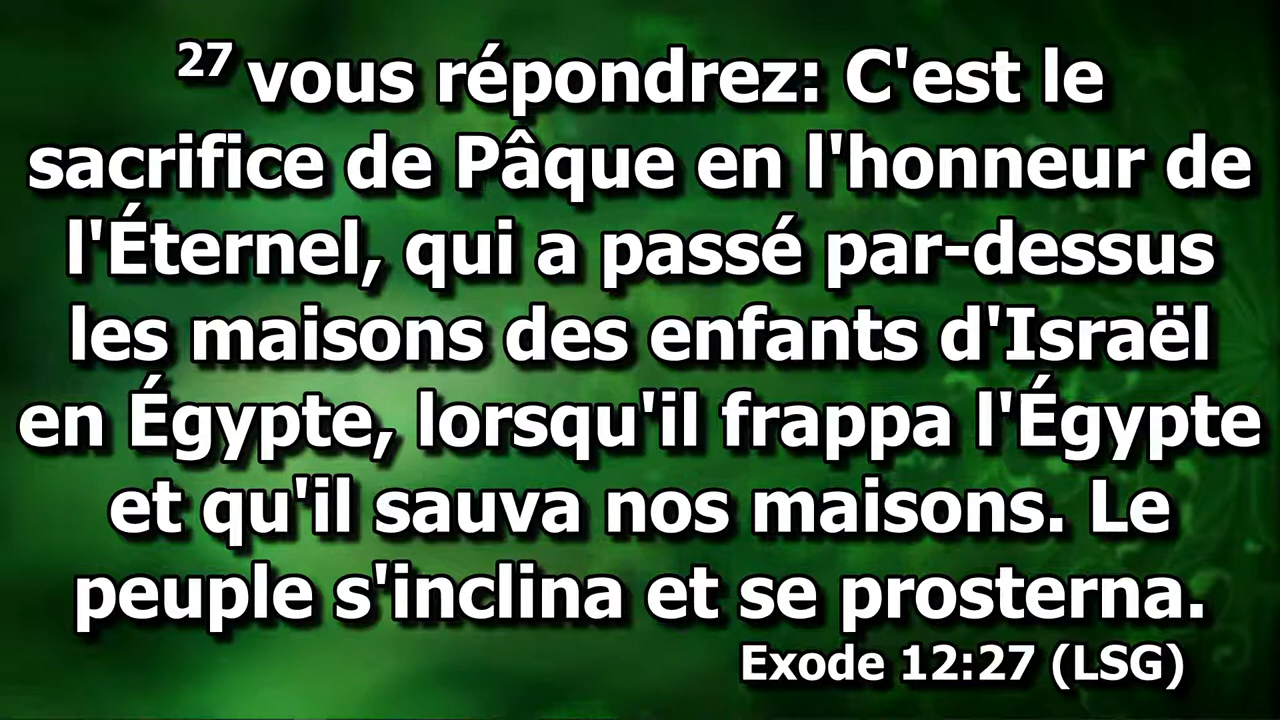 27 vous répondrez: C'est le
sacrifice de Pâque en l'honneur de
l'Éternel, qui a passé par-dessus
les maisons des enfants d'Israël
en Égypte, lorsqu'il frappa l'Égypte
et qu'il sauva nos maisons. Le
peuple s'inclina et se prosterna.
Exode 12:27 (LSG)